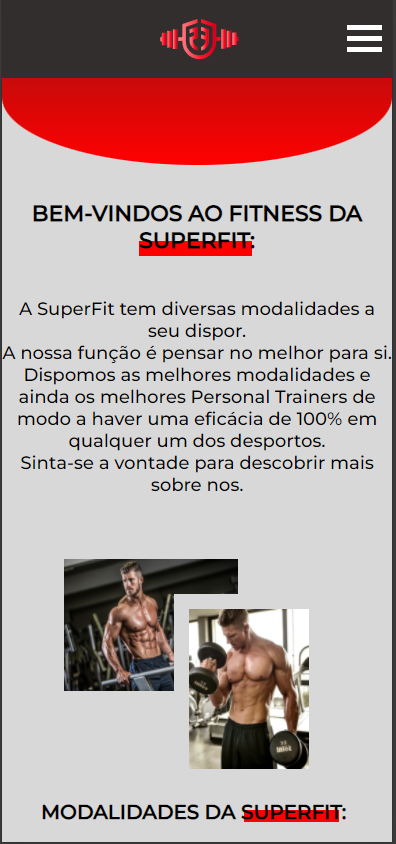 BEM-VINDOS AO FITNESS DA
SUPERFIT:
A SuperFit tem diversas modalidades a
seu dispor.
A nossa função é pensar no melhor para si.
Dispomos as melhores modalidades e
ainda os melhores Personal Trainers de
modo a haver uma eficácia de 100% em
qualquer um dos desportos.
Sinta-se a vontade para descobrir mais
sobre nos.
MODALIDADES DA SUPERFIT: